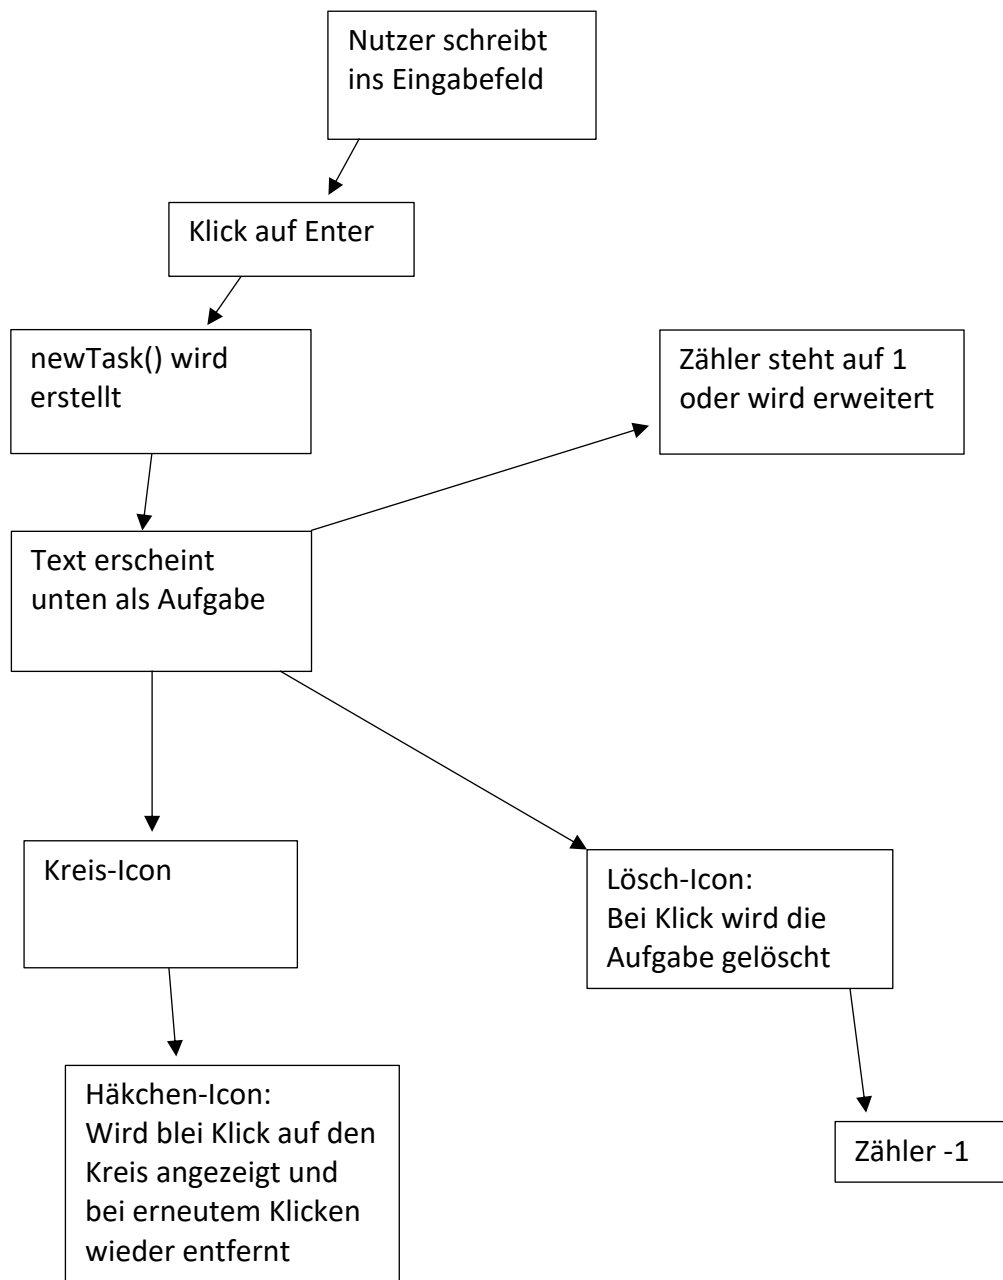 Nutzer schreibt
ins Eingabefeld
Klick auf Enter
newTask() wird
erstellt
Zähler steht auf 1
oder wird erweitert
Text erscheint
unten als Aufgabe
Kreis-Icon
Lösch-Icon:
Bei Klick wird die
Aufgabe gelöscht
Häkchen-Icon:
Wird blei Klick auf den
Kreis angezeigt und
bei erneutem Klicken
wieder entfernt
Zähler -1